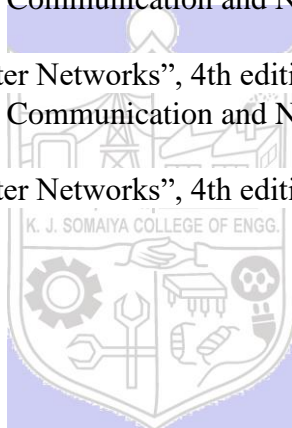 Communication and N
ter Networks”, 4th editi
Communication and N
ter Networks”, 4th editi
K. J. SOMAIYA COLLEGE OF ENGG.